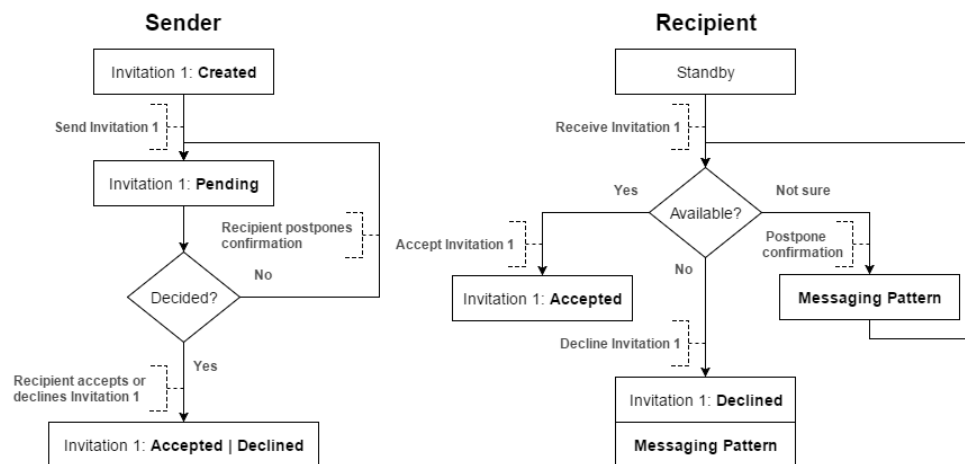 Sender
Invitation 1: Created
Send Invitation 1
Invitation 1: Pending
Recipient postpones
confirmation
No
Decided?
Yes
Recipient accepts or
declines Invitation 1
Invitation 1: Accepted | Declined
Recipient
Standby
Receive Invitation 1
Yes
Not sure
Available?
Accept Invitation 1
Postpone
confirmation
No
Invitation 1: Accepted
Messaging Pattern
Decline Invitation 1
Invitation 1: Declined
Messaging Pattern